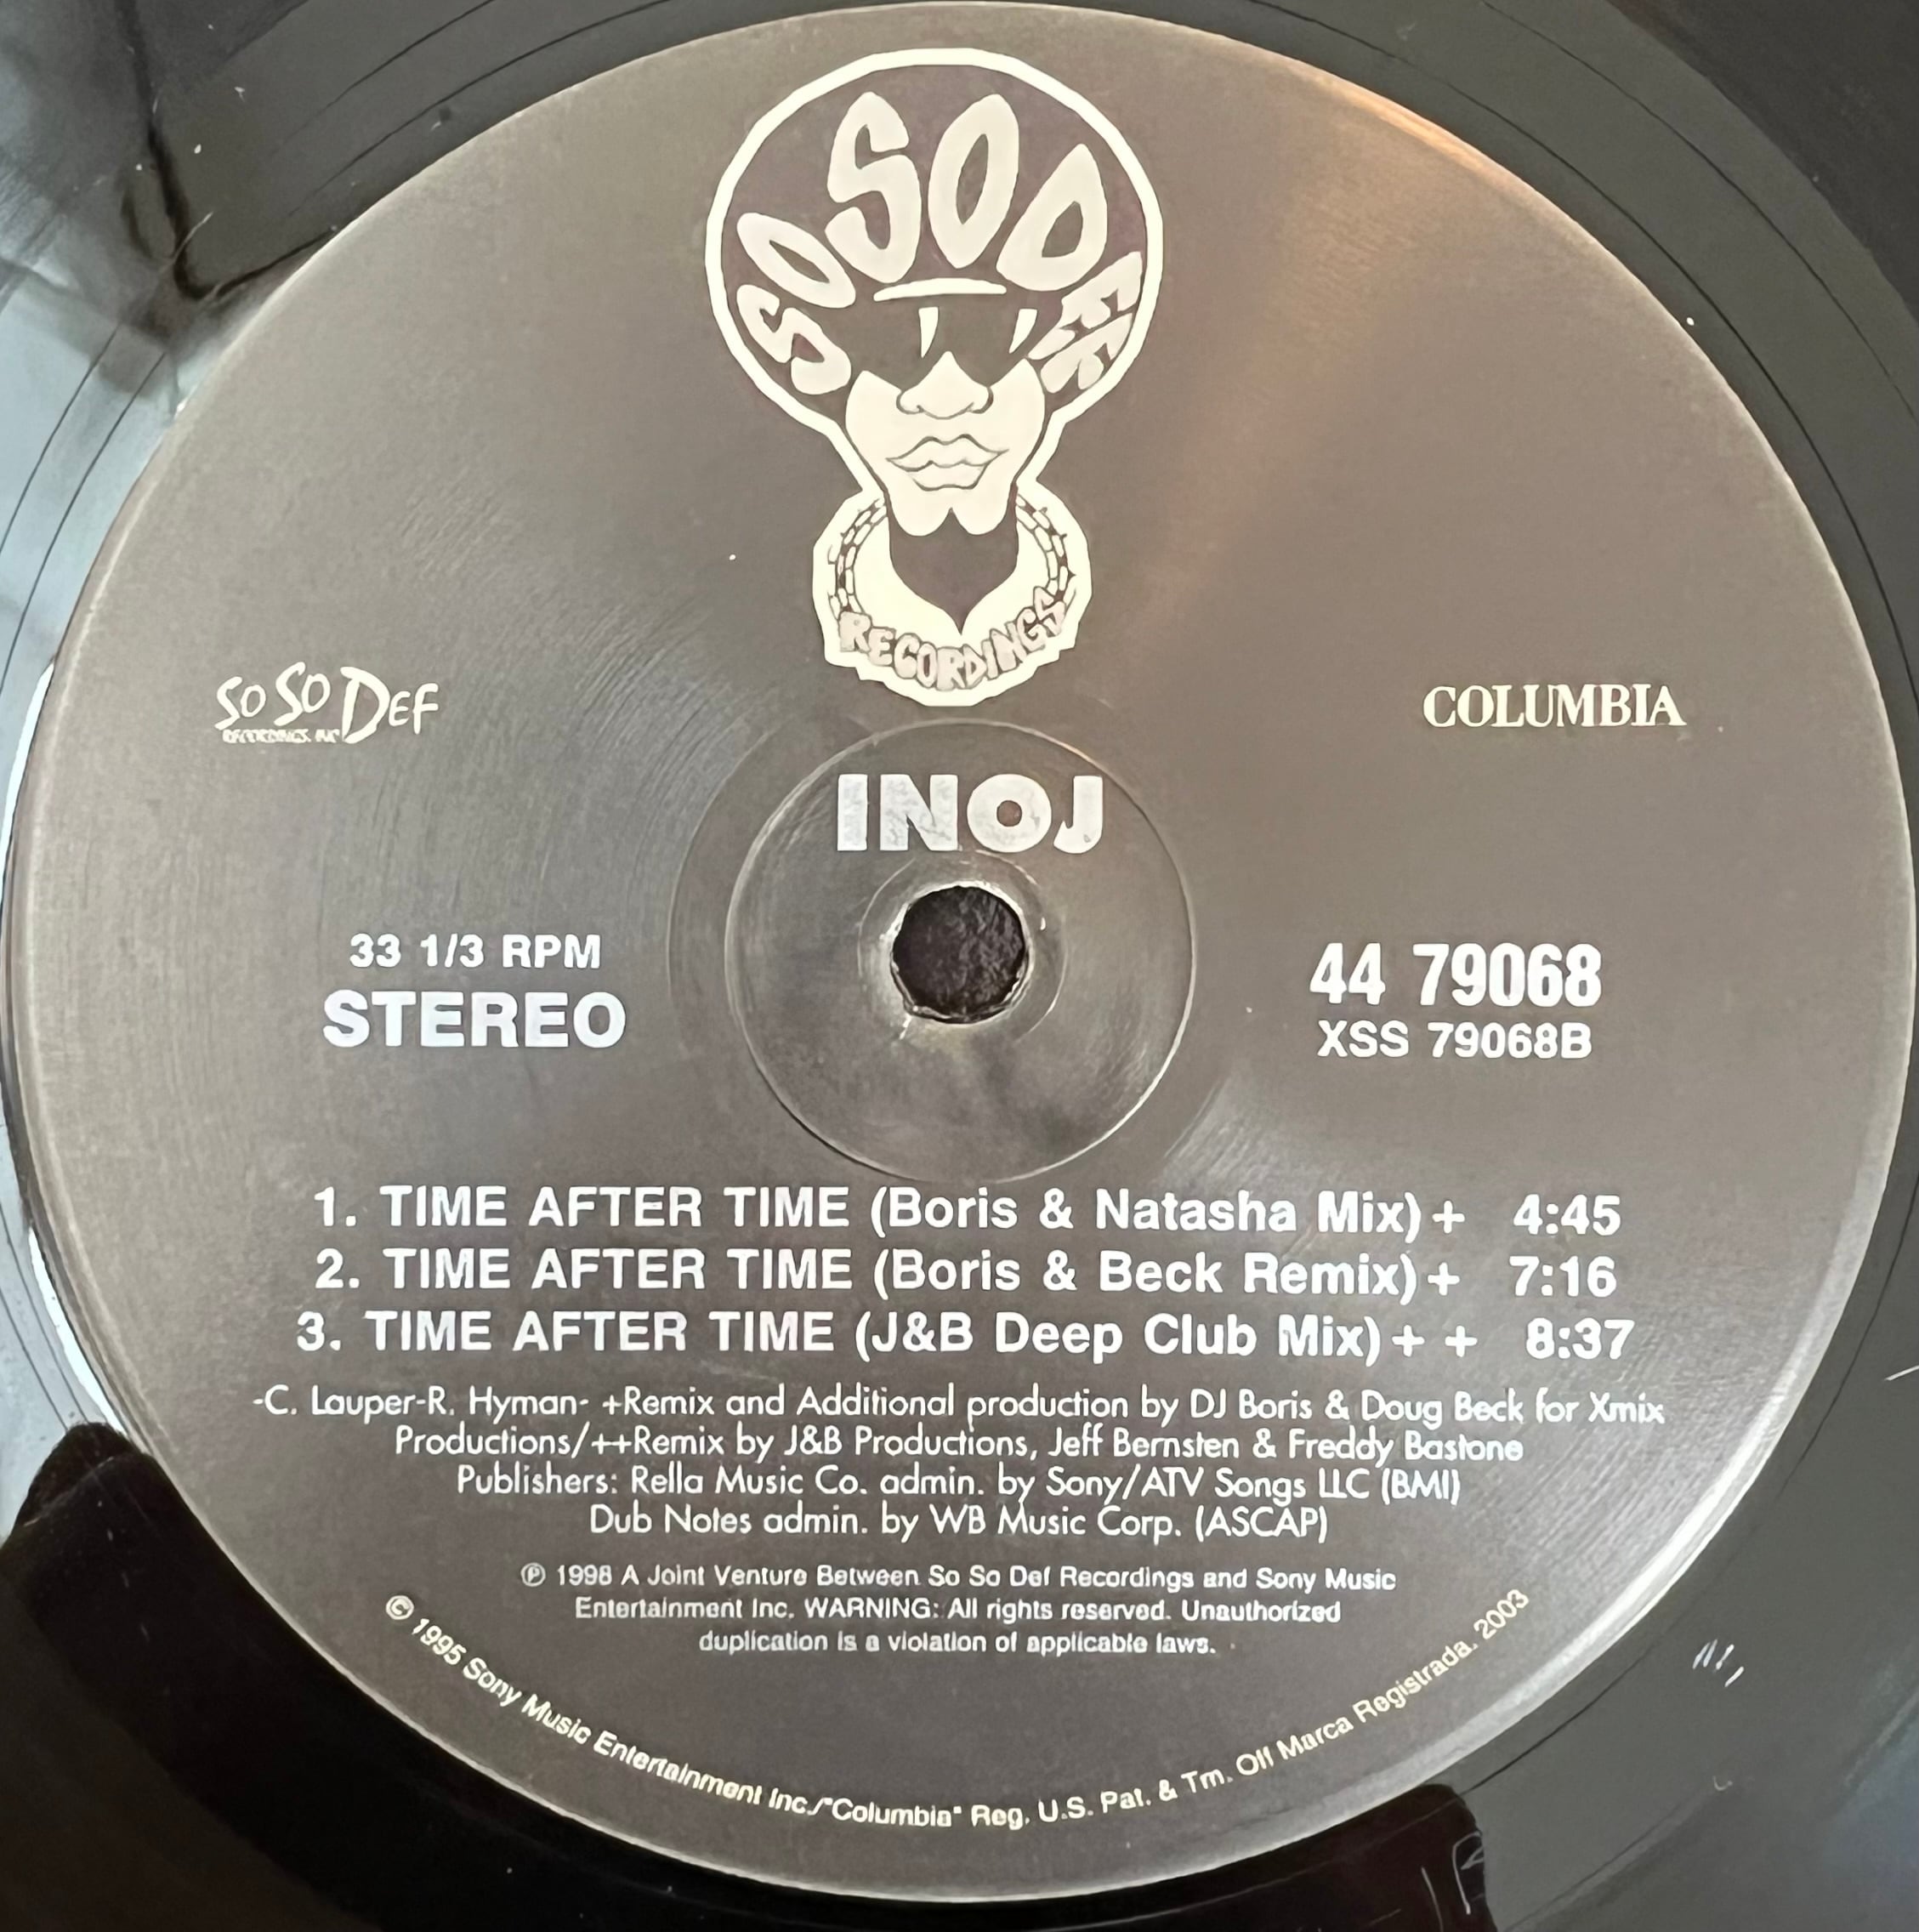 SO SO DEF
RECORDINGS
SO SO DEF
RECORDINGS, INC
COLUMBIA
INOJ
33 1/3 RPM
STEREO
44 79068
XSS 79068B
1. TIME AFTER TIME (Boris & Natasha Mix)+ 4:45
2. TIME AFTER TIME (Boris & Beck Remix)+ 7:16
3. TIME AFTER TIME (J&B Deep Club Mix)+ + 8:37
-C. Lauper-R. Hyman- +Remix and Additional production by DJ Boris & Doug Beck for Xmix
Productions/++Remix by J&B Productions, Jeff Bernsten & Freddy Bastone
Publishers: Rella Music Co. admin. by Sony/ATV Songs LLC (BMI)
Dub Notes admin. by WB Music Corp. (ASCAP)
℗ 1998 A Joint Venture Between So So Def Recordings and Sony Music
Entertainment Inc. WARNING: All rights reserved. Unauthorized
duplication is a violation of applicable laws.
© 1995 Sony Music Entertainment Inc./"Columbia" Reg. U.S. Pat. & Tm. Off Marca Registrada. 2003